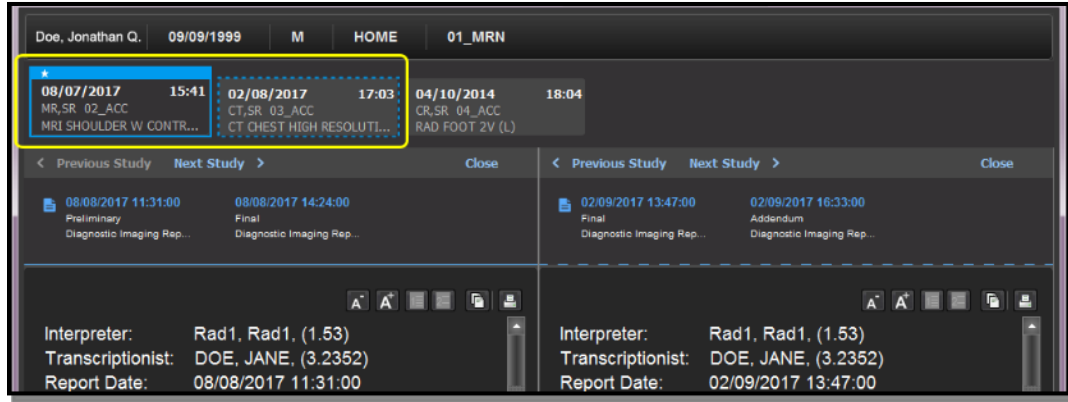 Doe, Jonathan Q. 09/09/1999 M HOME 01_MRN
08/07/2017 15:41
MR,SR 02_ACC
MRI SHOULDER W CONTR...
02/08/2017 17:03
CT,SR 03_ACC
CT CHEST HIGH RESOLUTI...
04/10/2014 18:04
CR,SR 04_ACC
RAD FOOT 2V (L)
< Previous Study Next Study > Close
08/08/2017 11:31:00
Preliminary
Diagnostic Imaging Rep...
08/08/2017 14:24:00
Final
Diagnostic Imaging Rep...
A- A+
Interpreter: Rad1, Rad1, (1.53)
Transcriptionist: DOE, JANE, (3.2352)
Report Date: 08/08/2017 11:31:00
< Previous Study Next Study > Close
02/09/2017 13:47:00
Final
Diagnostic Imaging Rep...
02/09/2017 16:33:00
Addendum
Diagnostic Imaging Rep...
A- A+
Interpreter: Rad1, Rad1, (1.53)
Transcriptionist: DOE, JANE, (3.2352)
Report Date: 02/09/2017 13:47:00